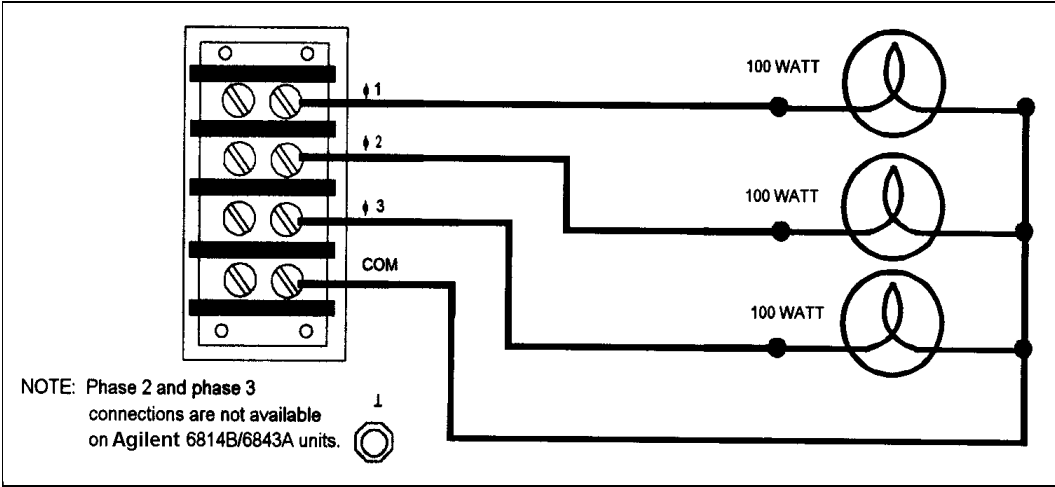 ϕ 1
100 WATT
ϕ 2
100 WATT
ϕ 3
COM
100 WATT
NOTE: Phase 2 and phase 3
connections are not available
on Agilent 6814B/6843A units.